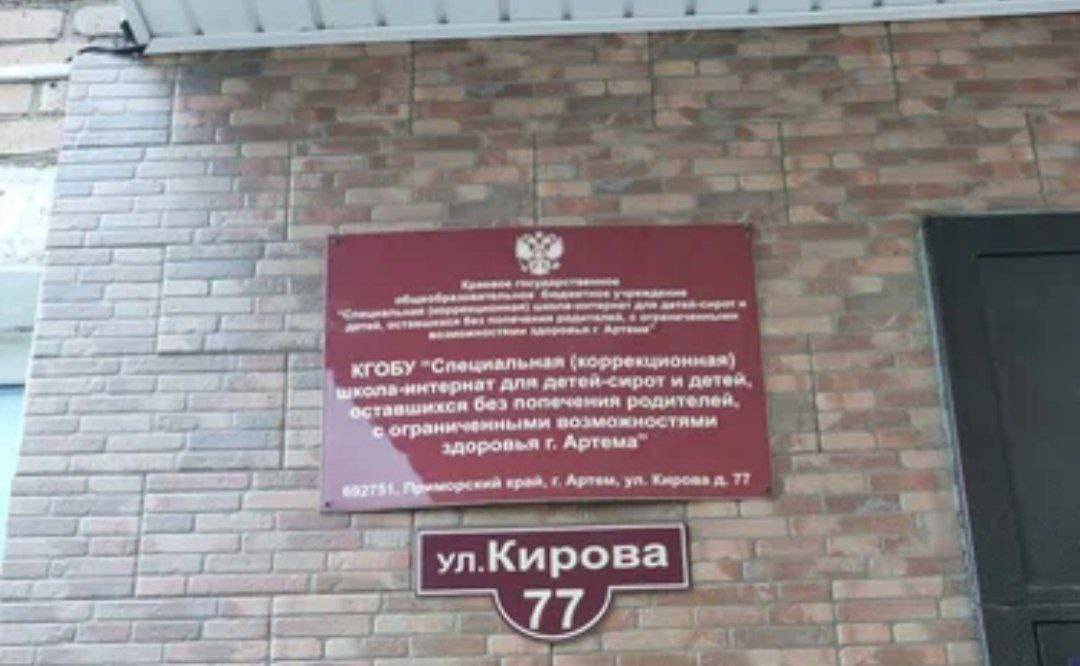 Краевое государственное
общеобразовательное бюджетное учреждение
"Специальная (коррекционная) школа-интернат для детей-сирот и
детей, оставшихся без попечения родителей, с ограниченными
возможностями здоровья г. Артема"
КГОБУ "Специальная (коррекционная)
школа-интернат для детей-сирот и детей,
оставшихся без попечения родителей,
с ограниченными возможностями
здоровья г. Артема"
692751, Приморский край, г. Артем, ул. Кирова д. 77
ул.Кирова
77